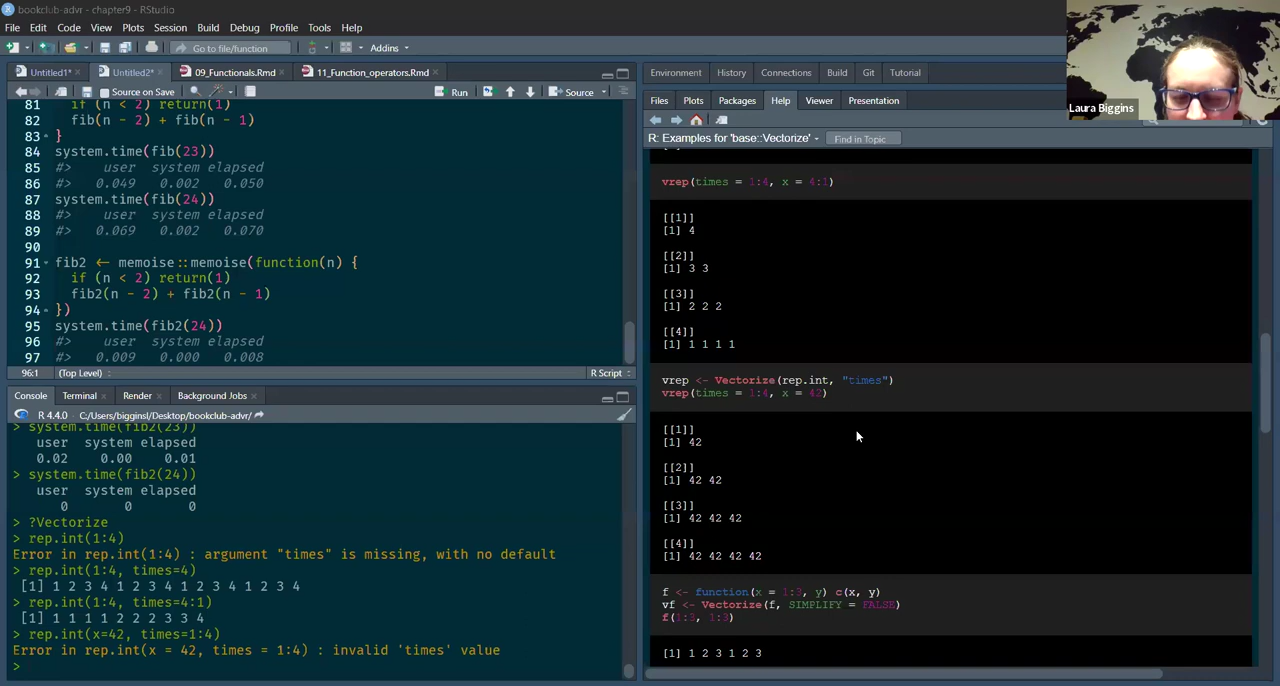 bookclub-advr - chapter9 - RStudio
File Edit Code View Plots Session Build Debug Profile Tools Help
Go to file/function Addins
Untitled1* Untitled2* 09_Functionals.Rmd 11_Function_operators.Rmd
Source on Save Run Source
81 if (n < 2) return(1)
82 fib(n - 2) + fib(n - 1)
83 }
84 system.time(fib(23))
85 #> user system elapsed
86 #> 0.049 0.002 0.050
87 system.time(fib(24))
88 #> user system elapsed
89 #> 0.069 0.002 0.070
90
91 fib2 <- memoise::memoise(function(n) {
92 if (n < 2) return(1)
93 fib2(n - 2) + fib2(n - 1)
94 })
95 system.time(fib2(24))
96 #> user system elapsed
97 #> 0.009 0.000 0.008
96:1 (Top Level) R Script
Console Terminal Render Background Jobs
R 4.4.0 · C:/Users/bigginsl/Desktop/bookclub-advr/
> system.time(fib2(23))
user system elapsed
0.02 0.00 0.01
> system.time(fib2(24))
user system elapsed
0 0 0
> ?Vectorize
> rep.int(1:4)
Error in rep.int(1:4) : argument "times" is missing, with no default
> rep.int(1:4, times=4)
[1] 1 2 3 4 1 2 3 4 1 2 3 4 1 2 3 4
> rep.int(1:4, times=4:1)
[1] 1 1 1 1 2 2 2 3 3 4
> rep.int(x=42, times=1:4)
Error in rep.int(x = 42, times = 1:4) : invalid 'times' value
>
Environment History Connections Build Git Tutorial
Files Plots Packages Help Viewer Presentation
R: Examples for 'base::Vectorize' Find in Topic
vrep(times = 1:4, x = 4:1)
[[1]]
[1] 4
[[2]]
[1] 3 3
[[3]]
[1] 2 2 2
[[4]]
[1] 1 1 1 1
vrep <- Vectorize(rep.int, "times")
vrep(times = 1:4, x = 42)
[[1]]
[1] 42
[[2]]
[1] 42 42
[[3]]
[1] 42 42 42
[[4]]
[1] 42 42 42 42
f <- function(x = 1:3, y) c(x, y)
vf <- Vectorize(f, SIMPLIFY = FALSE)
f(1:3, 1:3)
[1] 1 2 3 1 2 3
Laura Biggins